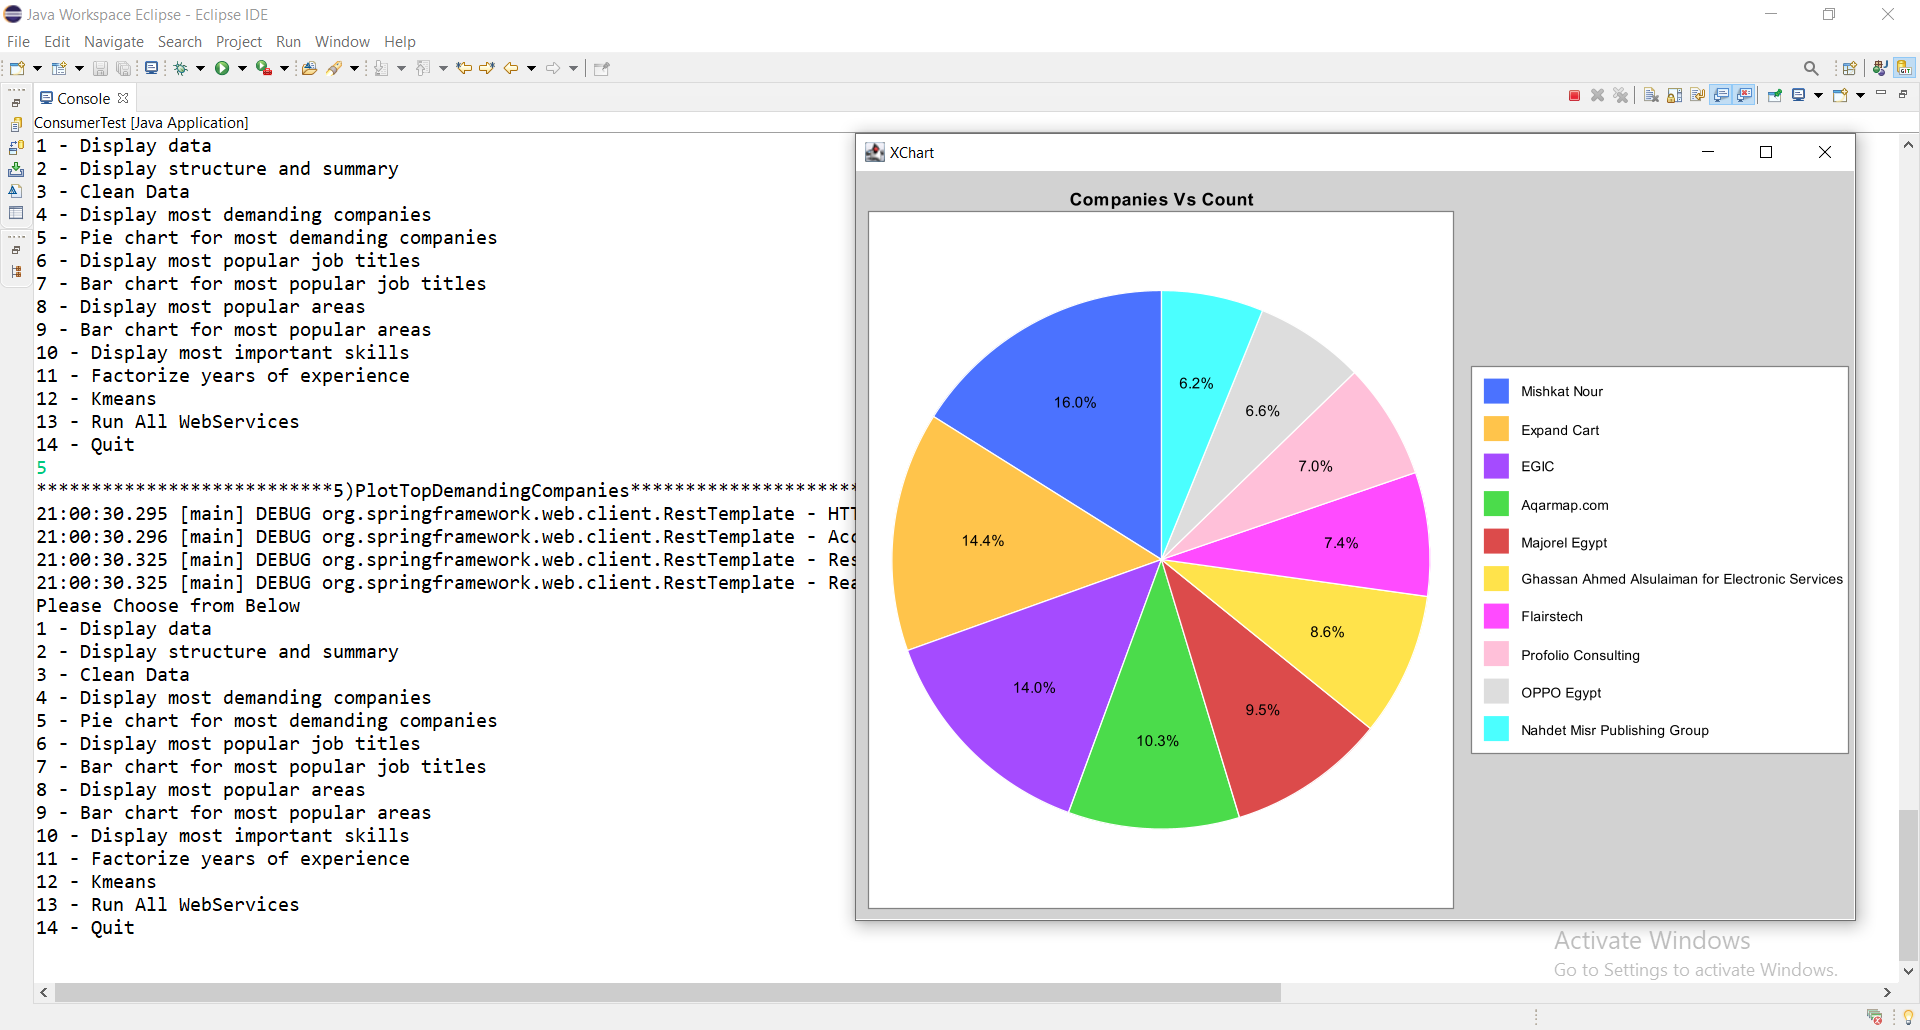 Java Workspace Eclipse - Eclipse IDE
File Edit Navigate Search Project Run Window Help
Console
ConsumerTest [Java Application]
1 - Display data
2 - Display structure and summary
3 - Clean Data
4 - Display most demanding companies
5 - Pie chart for most demanding companies
6 - Display most popular job titles
7 - Bar chart for most popular job titles
8 - Display most popular areas
9 - Bar chart for most popular areas
10 - Display most important skills
11 - Factorize years of experience
12 - Kmeans
13 - Run All WebServices
14 - Quit
5
***************************5)PlotTopDemandingCompanies*********************
21:00:30.295 [main] DEBUG org.springframework.web.client.RestTemplate - HTT
21:00:30.296 [main] DEBUG org.springframework.web.client.RestTemplate - Acc
21:00:30.325 [main] DEBUG org.springframework.web.client.RestTemplate - Res
21:00:30.325 [main] DEBUG org.springframework.web.client.RestTemplate - Rea
Please Choose from Below
1 - Display data
2 - Display structure and summary
3 - Clean Data
4 - Display most demanding companies
5 - Pie chart for most demanding companies
6 - Display most popular job titles
7 - Bar chart for most popular job titles
8 - Display most popular areas
9 - Bar chart for most popular areas
10 - Display most important skills
11 - Factorize years of experience
12 - Kmeans
13 - Run All WebServices
14 - Quit
XChart
Companies Vs Count
16.0%
14.4%
14.0%
10.3%
9.5%
8.6%
7.4%
7.0%
6.6%
6.2%
Mishkat Nour
Expand Cart
EGIC
Aqarmap.com
Majorel Egypt
Ghassan Ahmed Alsulaiman for Electronic Services
Flairstech
Profolio Consulting
OPPO Egypt
Nahdet Misr Publishing Group
Activate Windows
Go to Settings to activate Windows.